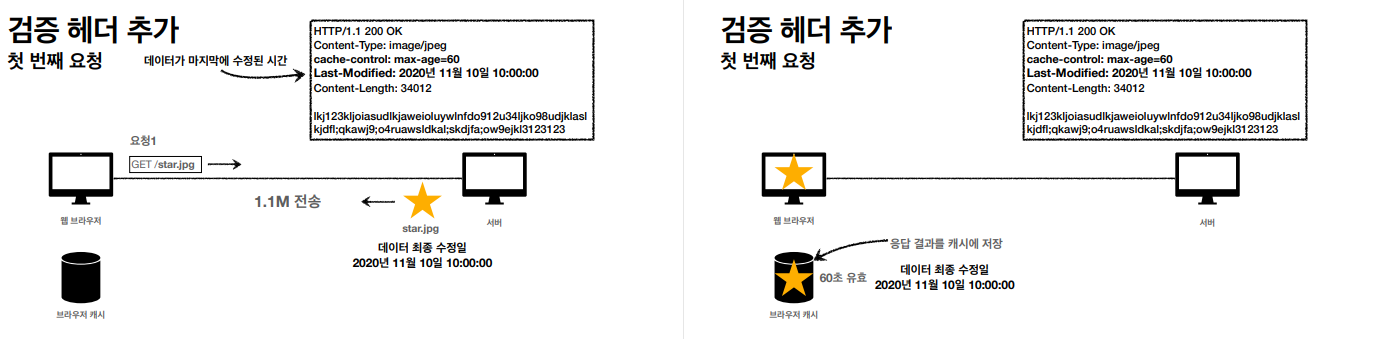 검증 헤더 추가
첫 번째 요청
데이터가 마지막에 수정된 시간
HTTP/1.1 200 OK
Content-Type: image/jpeg
cache-control: max-age=60
Last-Modified: 2020년 11월 10일 10:00:00
Content-Length: 34012
lkj123kljoiasudlkjaweioluywlnfdo912u34ljko98udjklasl
kjdfl;qkawj9;o4ruawsldkal;skdjfa;ow9ejkl3123123
요청1
GET /star.jpg
1.1M 전송
star.jpg
웹 브라우저
서버
데이터 최종 수정일
2020년 11월 10일 10:00:00
브라우저 캐시
검증 헤더 추가
첫 번째 요청
HTTP/1.1 200 OK
Content-Type: image/jpeg
cache-control: max-age=60
Last-Modified: 2020년 11월 10일 10:00:00
Content-Length: 34012
lkj123kljoiasudlkjaweioluywlnfdo912u34ljko98udjklasl
kjdfl;qkawj9;o4ruawsldkal;skdjfa;ow9ejkl3123123
웹 브라우저
서버
응답 결과를 캐시에 저장
60초 유효
데이터 최종 수정일
2020년 11월 10일 10:00:00
브라우저 캐시